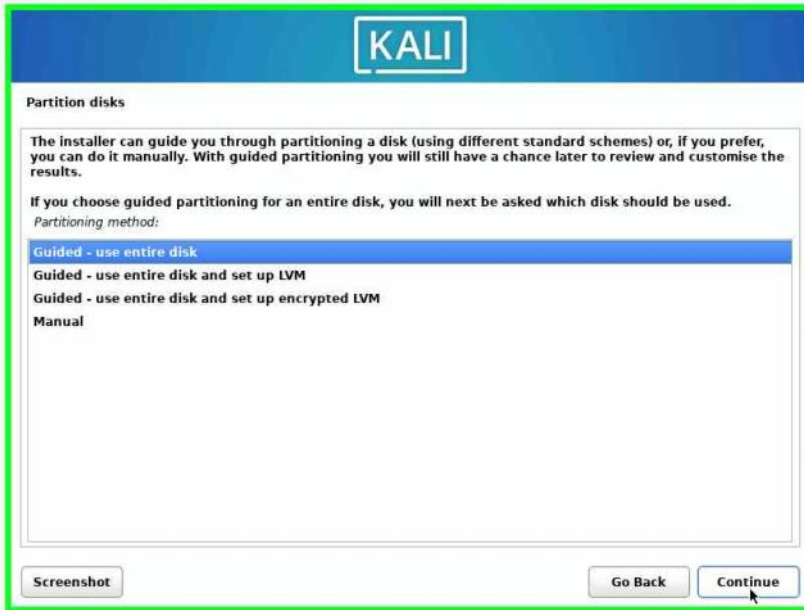 KALI
Partition disks
The installer can guide you through partitioning a disk (using different standard schemes) or, if you prefer,
you can do it manually. With guided partitioning you will still have a chance later to review and customise the
results.
If you choose guided partitioning for an entire disk, you will next be asked which disk should be used.
Partitioning method:
Guided - use entire disk
Guided - use entire disk and set up LVM
Guided - use entire disk and set up encrypted LVM
Manual
Screenshot Go Back Continue